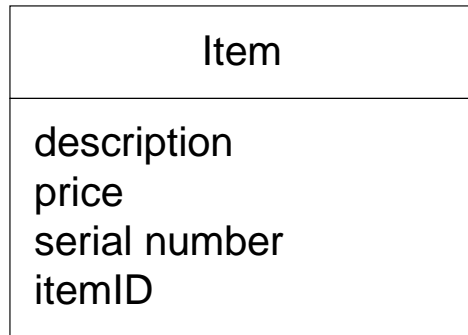 Item
description
price
serial number
itemID